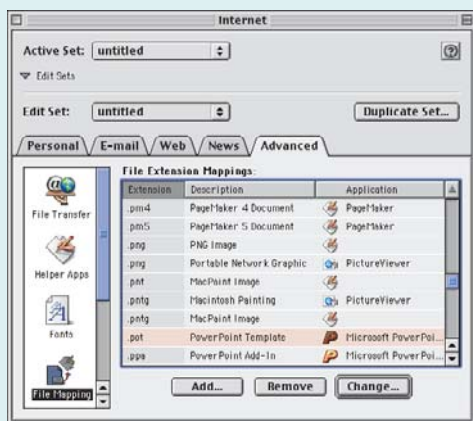 Internet
Active Set: untitled
Edit Sets
Edit Set: untitled Duplicate Set...
Personal E-mail Web News Advanced
File Transfer
Helper Apps
Fonts
File Mapping
File Extension Mappings:
Extension Description Application
.pm4 PageMaker 4 Document PageMaker
.pm5 PageMaker 5 Document PageMaker
.png PNG Image
.png Portable Network Graphic PictureViewer
.pnt MacPaint Image
.pntg Macintosh Painting PictureViewer
.pntg MacPaint Image
.pot PowerPoint Template Microsoft PowerPoi...
.ppa PowerPoint Add-In Microsoft PowerPoi...
Add... Remove Change...